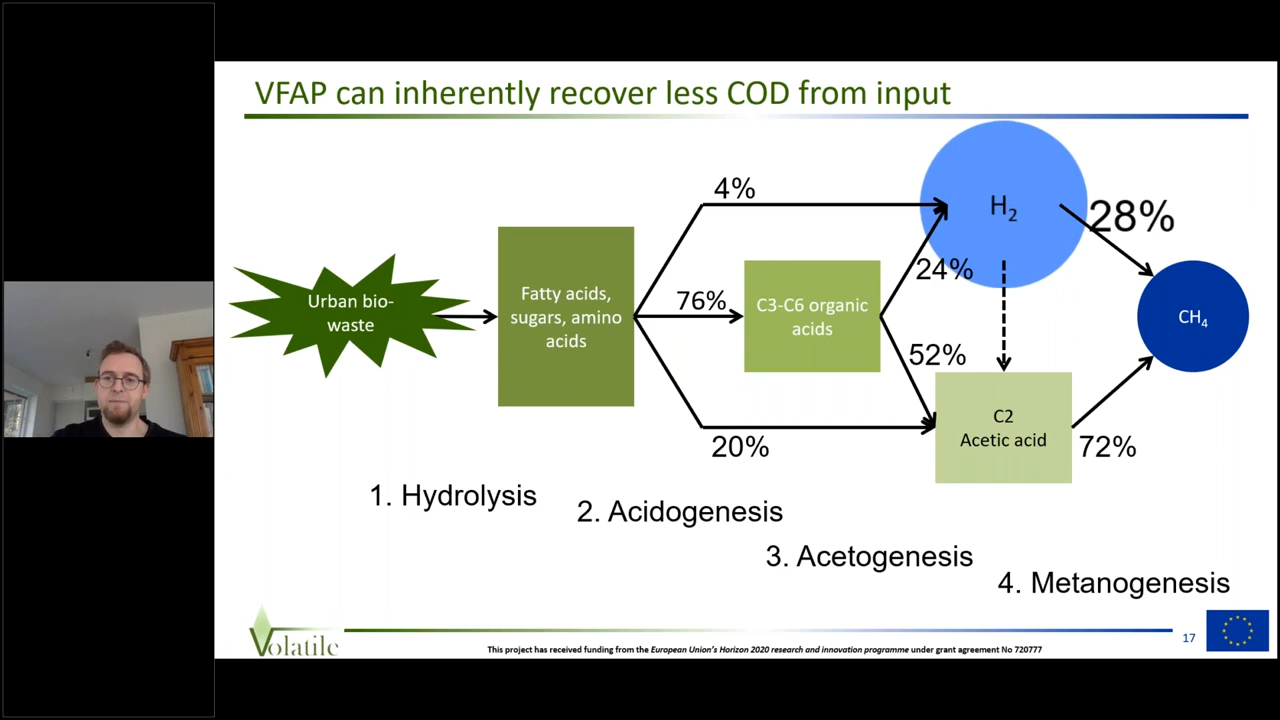 VFAP can inherently recover less COD from input
4%
H₂
28%
24%
Urban bio-
waste
Fatty acids,
sugars, amino
acids
76%
C3-C6 organic
acids
CH₄
52%
C2
Acetic acid
20%
72%
1. Hydrolysis
2. Acidogenesis
3. Acetogenesis
4. Metanogenesis
Volatile
This project has received funding from the European Union's Horizon 2020 research and innovation programme under grant agreement No 720777
17